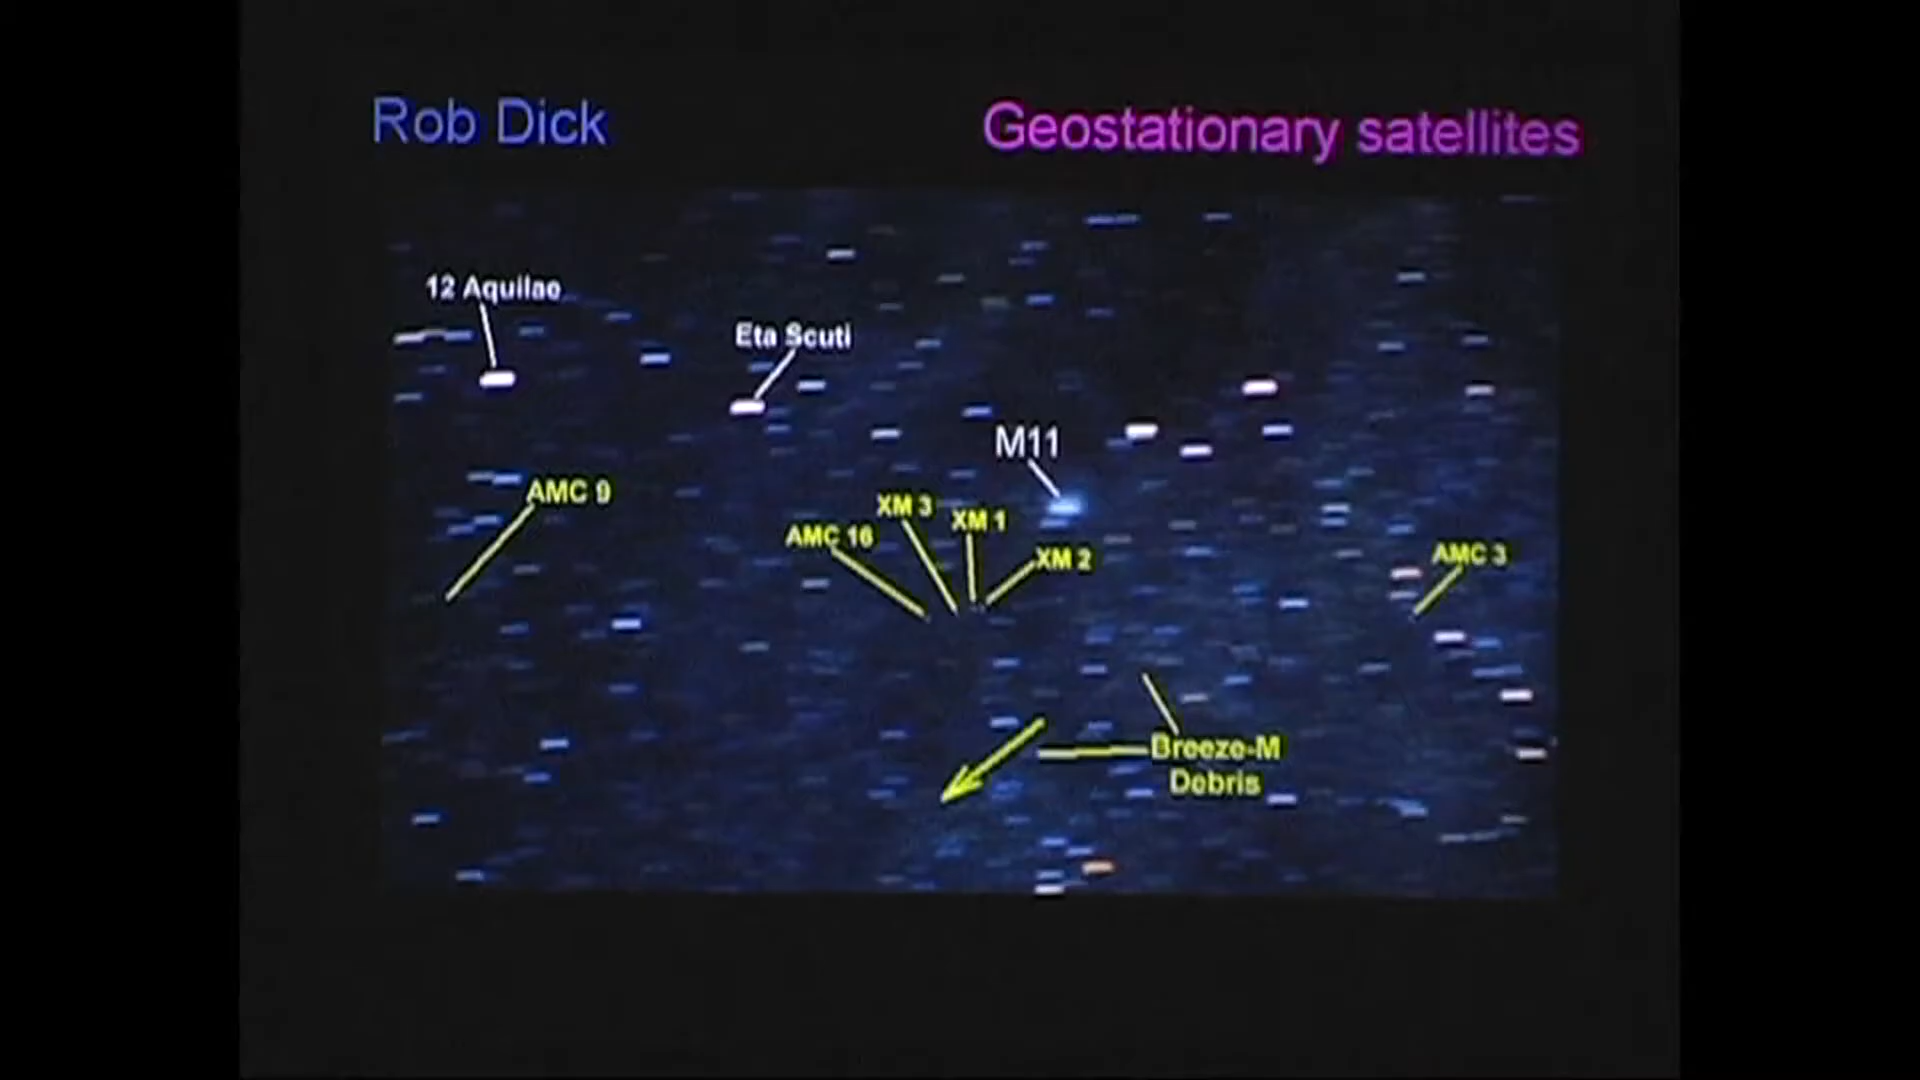 Rob Dick
Geostationary satellites
12 Aquilae
Eta Scuti
M11
AMC 9
XM 3
XM 1
AMC 16
XM 2
AMC 3
Breeze-M
Debris